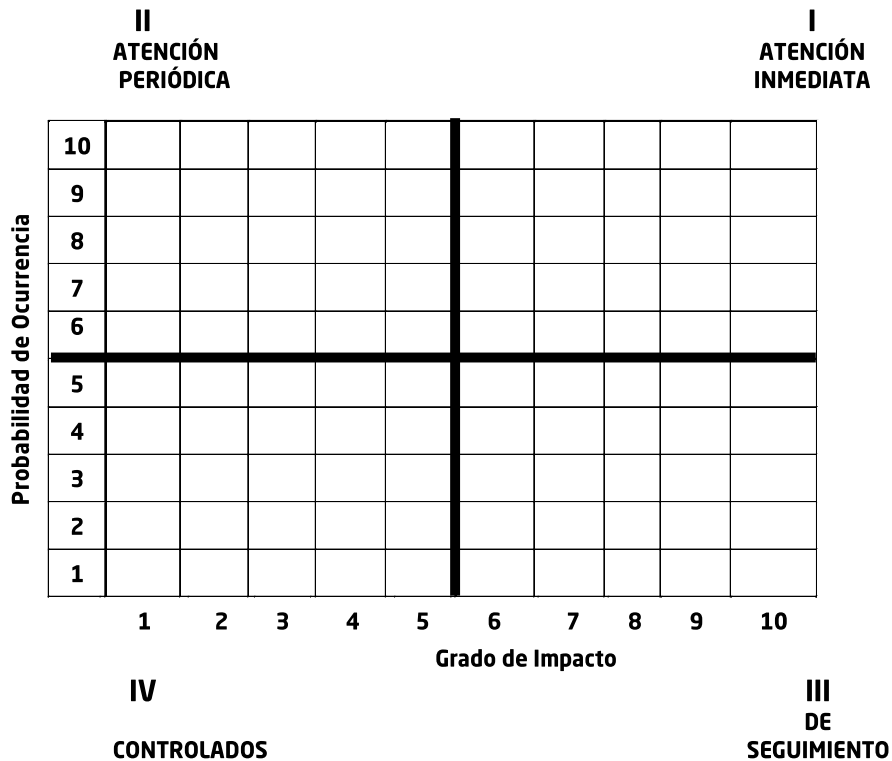 II
ATENCIÓN
PERIÓDICA
I
ATENCIÓN
INMEDIATA
Probabilidad de Ocurrencia
10
9
8
7
6
5
4
3
2
1
1 2 3 4 5 6 7 8 9 10
Grado de Impacto
IV
CONTROLADOS
III
DE
SEGUIMIENTO